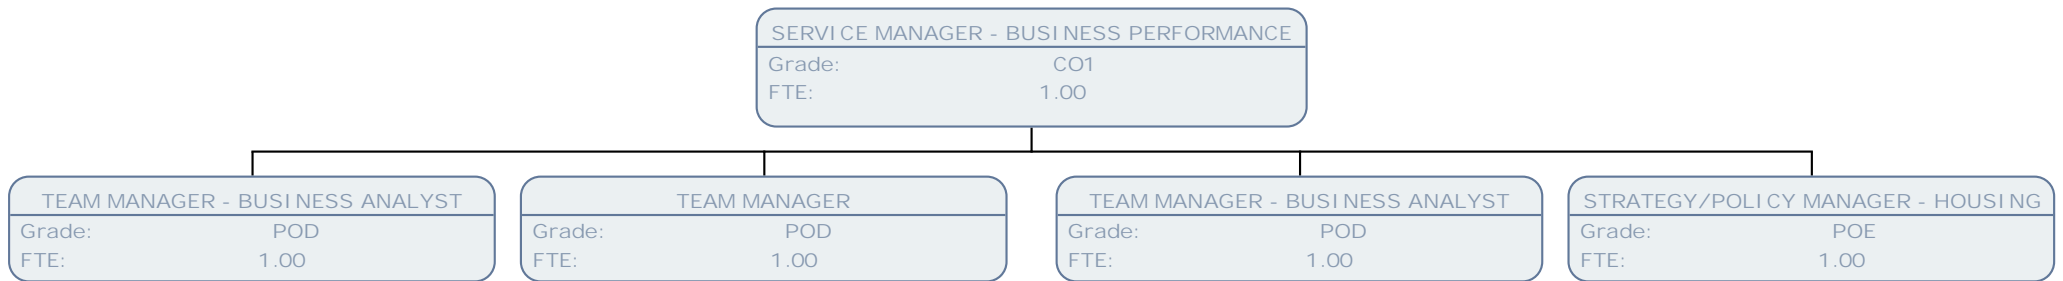 SERVICE MANAGER - BUSINESS PERFORMANCE
Grade: CO1
FTE: 1.00
TEAM MANAGER - BUSINESS ANALYST
Grade: POD
FTE: 1.00
TEAM MANAGER
Grade: POD
FTE: 1.00
TEAM MANAGER - BUSINESS ANALYST
Grade: POD
FTE: 1.00
STRATEGY/POLICY MANAGER - HOUSING
Grade: POE
FTE: 1.00